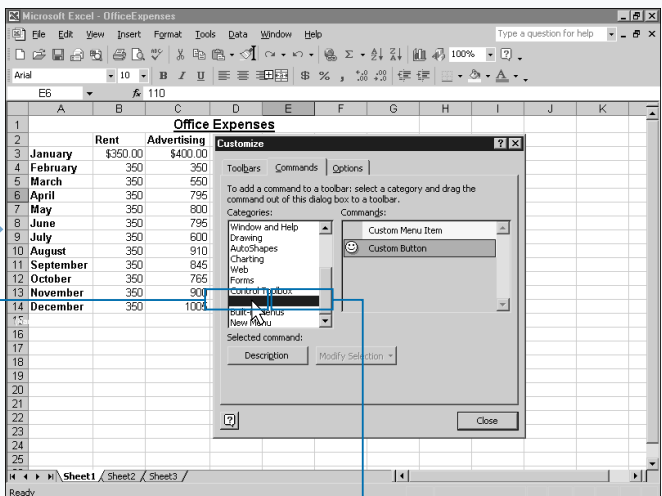 Microsoft Excel - OfficeExpenses
File Edit View Insert Format Tools Data Window Help
Type a question for help
100%
Arial 10 B I U $ % ,
E6 fx 110
A B C D E F G H I J K
1 Office Expenses
2 Rent Advertising
3 January $350.00 $400.00
4 February 350 350
5 March 350 550
6 April 350 795
7 May 350 800
8 June 350 795
9 July 350 600
10 August 350 910
11 September 350 845
12 October 350 765
13 November 350 900
14 December 350 1005
15
16
17
18
19
20
21
22
23
24
25
Customize
Toolbars Commands Options
To add a command to a toolbar: select a category and drag the
command out of this dialog box to a toolbar.
Categories: Commands:
Window and Help
Drawing
AutoShapes
Charting
Web
Forms
Control Toolbox
Built-in Menus
New Menu
Custom Menu Item
Custom Button
Selected command:
Description Modify Selection
Close
Sheet1 Sheet2 Sheet3
Ready